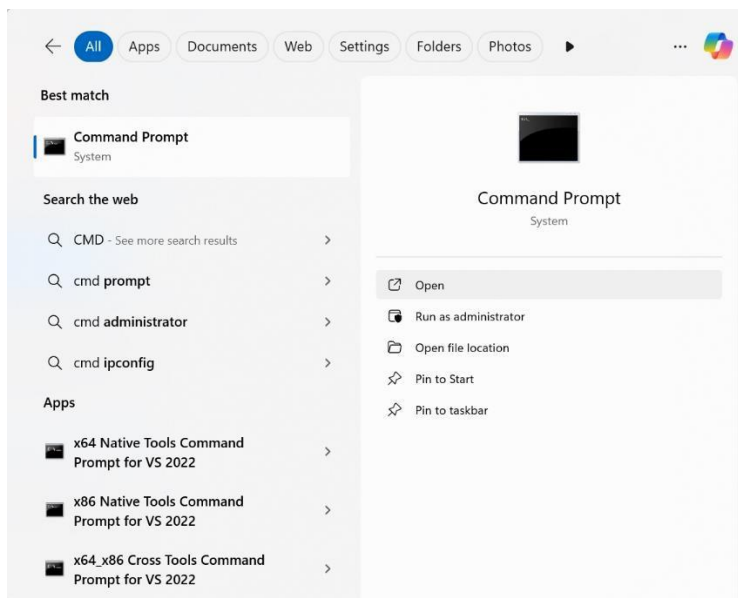 All Apps Documents Web Settings Folders Photos
Best match
Command Prompt
System
Search the web
CMD - See more search results
cmd prompt
cmd administrator
cmd ipconfig
Apps
x64 Native Tools Command
Prompt for VS 2022
x86 Native Tools Command
Prompt for VS 2022
x64_x86 Cross Tools Command
Prompt for VS 2022
Command Prompt
System
Open
Run as administrator
Open file location
Pin to Start
Pin to taskbar